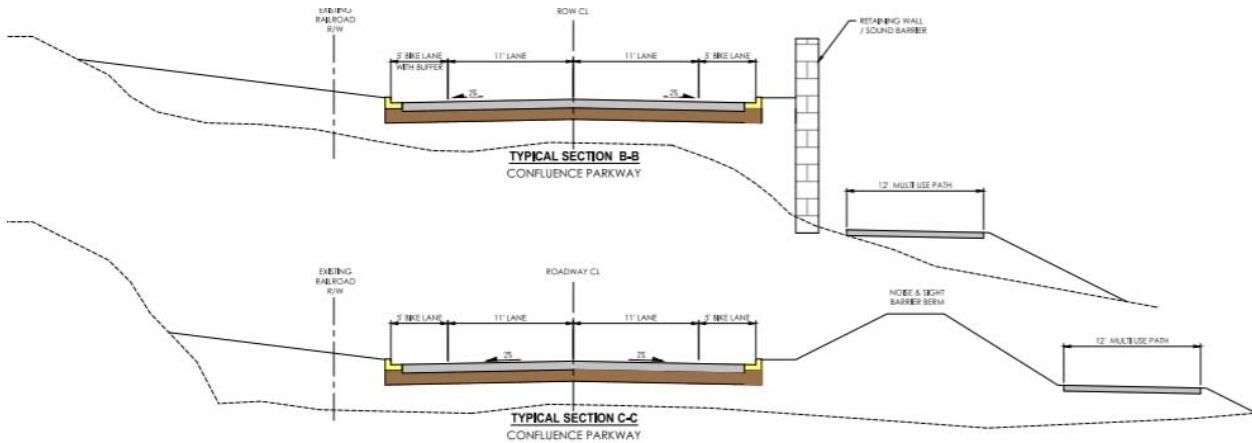 EXISTING
RAILROAD
R/W
ROW CL
RETAINING WALL
/ SOUND BARRIER
5' BIKE LANE
WITH BUFFER
11' LANE
11' LANE
5' BIKE LANE
2%
2%
TYPICAL SECTION B-B
CONFLUENCE PARKWAY
12' MULTI USE PATH
EXISTING
RAILROAD
R/W
ROADWAY CL
NOISE & SIGHT
BARRIER BERM
5' BIKE LANE
11' LANE
11' LANE
5' BIKE LANE
2%
2%
12' MULTI USE PATH
TYPICAL SECTION C-C
CONFLUENCE PARKWAY